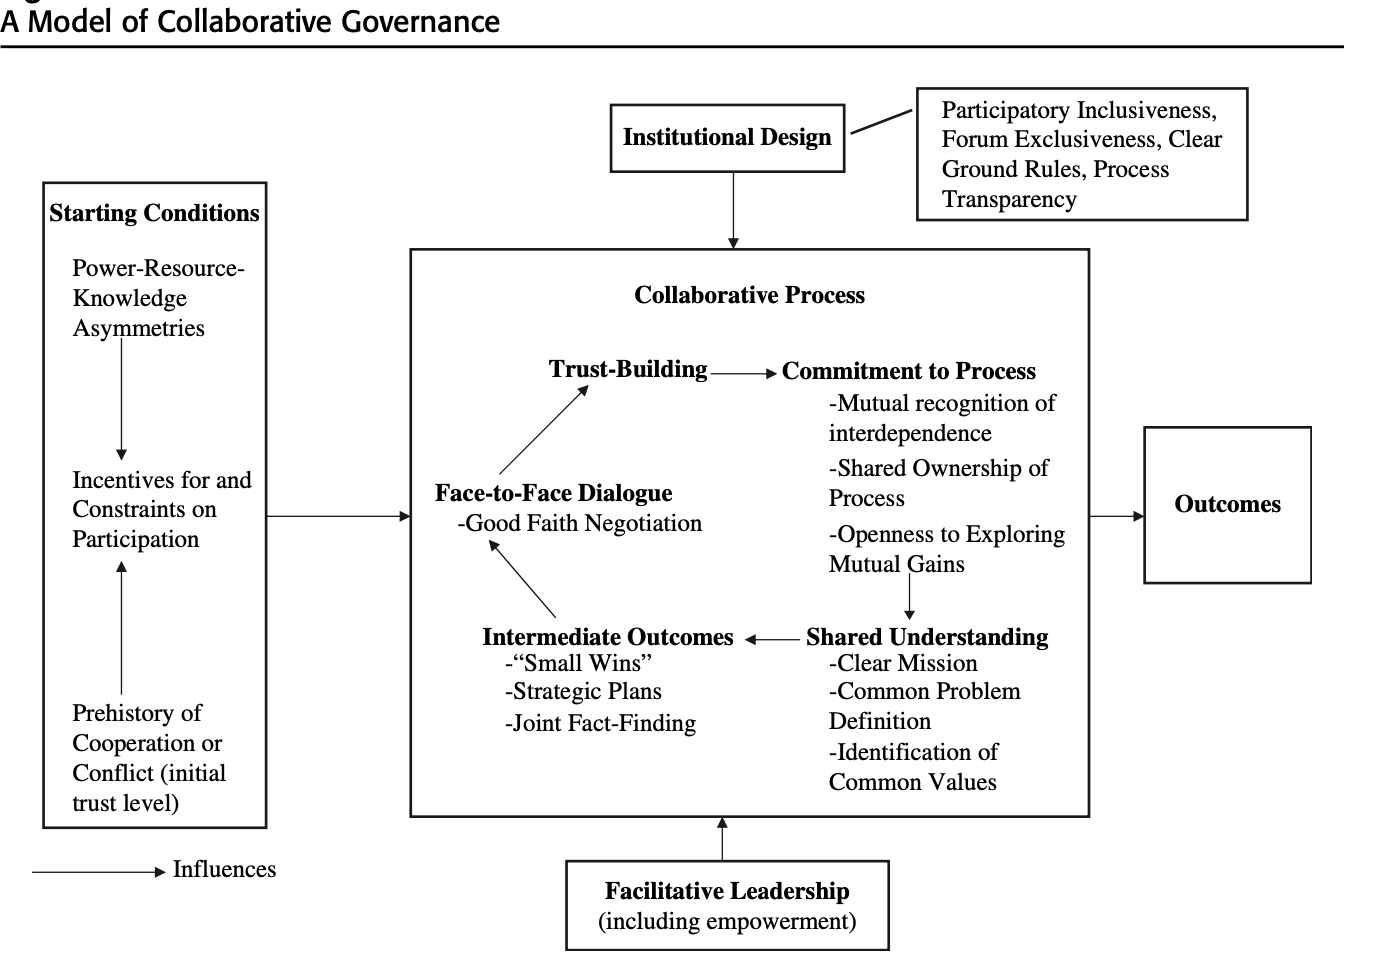 A Model of Collaborative Governance
Institutional Design
Participatory Inclusiveness,
Forum Exclusiveness, Clear
Ground Rules, Process
Transparency
Starting Conditions
Power-Resource-
Knowledge
Asymmetries
Incentives for and
Constraints on
Participation
Prehistory of
Cooperation or
Conflict (initial
trust level)
Collaborative Process
Trust-Building
Commitment to Process
-Mutual recognition of
interdependence
-Shared Ownership of
Process
-Openness to Exploring
Mutual Gains
Face-to-Face Dialogue
-Good Faith Negotiation
Intermediate Outcomes
-“Small Wins”
-Strategic Plans
-Joint Fact-Finding
Shared Understanding
-Clear Mission
-Common Problem
Definition
-Identification of
Common Values
Outcomes
Influences
Facilitative Leadership
(including empowerment)